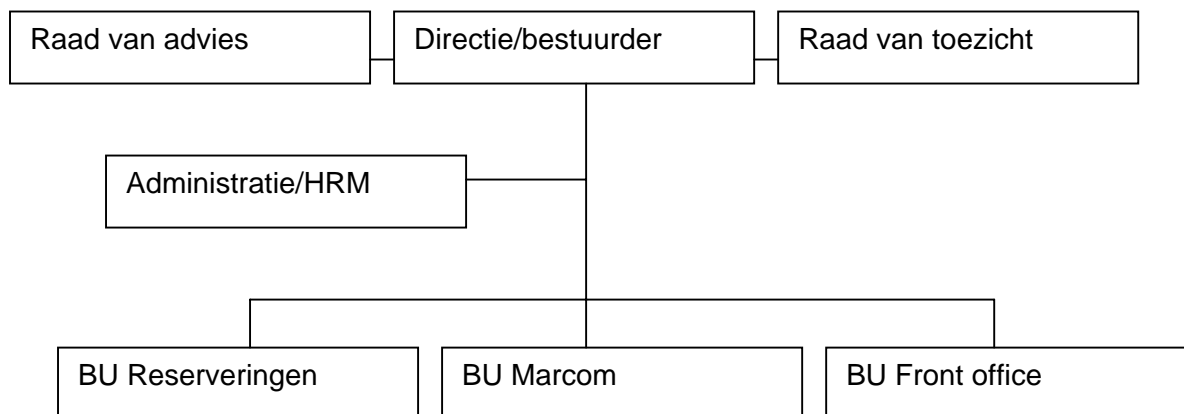 Raad van advies
Directie/bestuurder
Raad van toezicht
Administratie/HRM
BU Reserveringen
BU Marcom
BU Front office